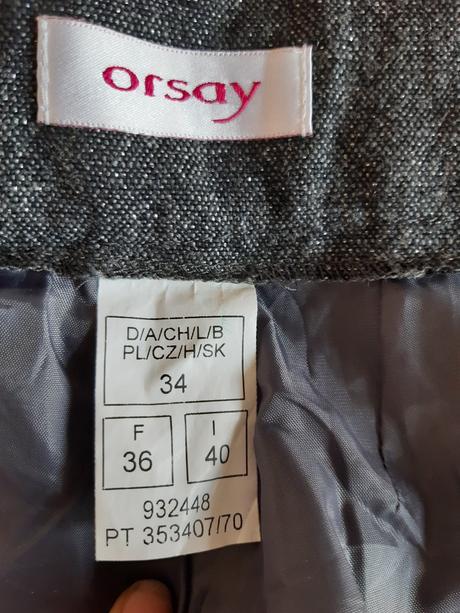 orsay
D/A/CH/L/B
PL/CZ/H/SK
34
F I
36 40
932448
PT 353407/70